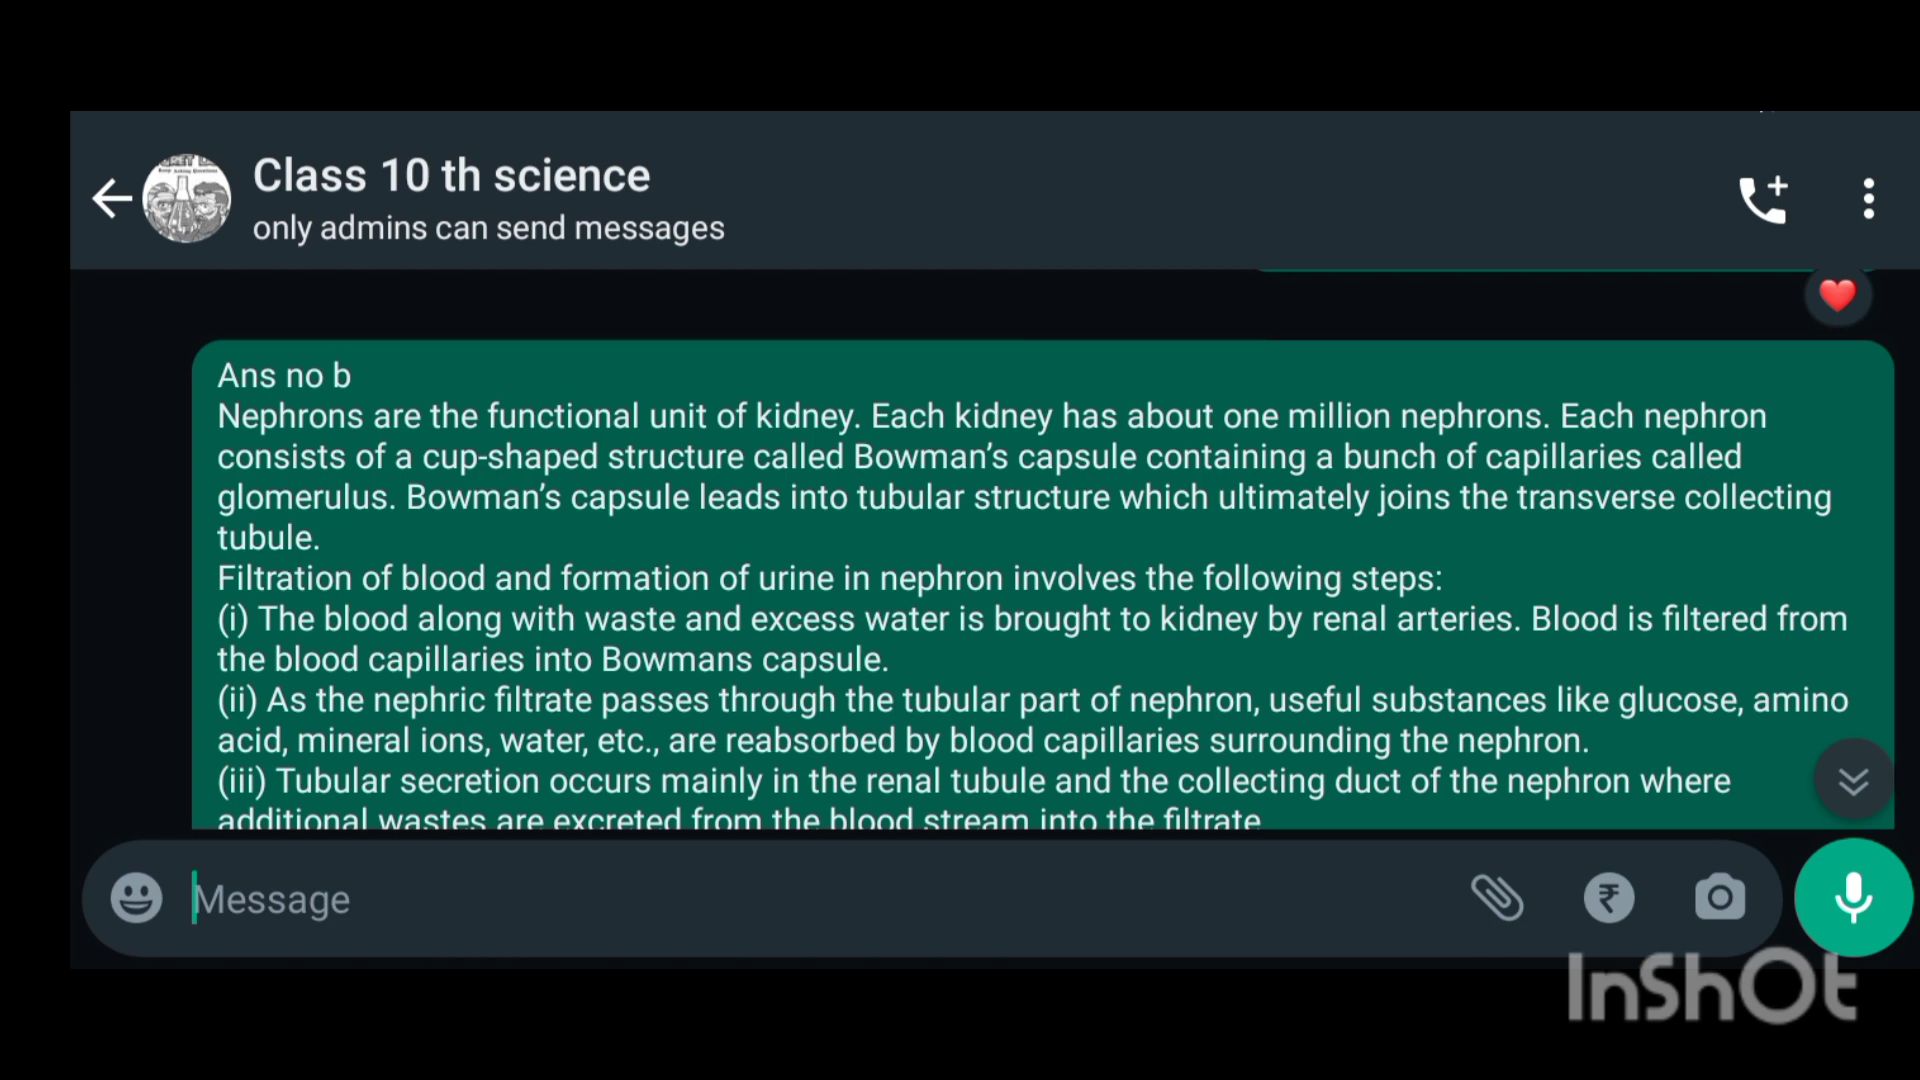 Class 10 th science
only admins can send messages
Ans no b
Nephrons are the functional unit of kidney. Each kidney has about one million nephrons. Each nephron
consists of a cup-shaped structure called Bowman’s capsule containing a bunch of capillaries called
glomerulus. Bowman’s capsule leads into tubular structure which ultimately joins the transverse collecting
tubule.
Filtration of blood and formation of urine in nephron involves the following steps:
(i) The blood along with waste and excess water is brought to kidney by renal arteries. Blood is filtered from
the blood capillaries into Bowmans capsule.
(ii) As the nephric filtrate passes through the tubular part of nephron, useful substances like glucose, amino
acid, mineral ions, water, etc., are reabsorbed by blood capillaries surrounding the nephron.
(iii) Tubular secretion occurs mainly in the renal tubule and the collecting duct of the nephron where
additional wastes are excreted from the blood stream into the filtrate
Message
InShOt